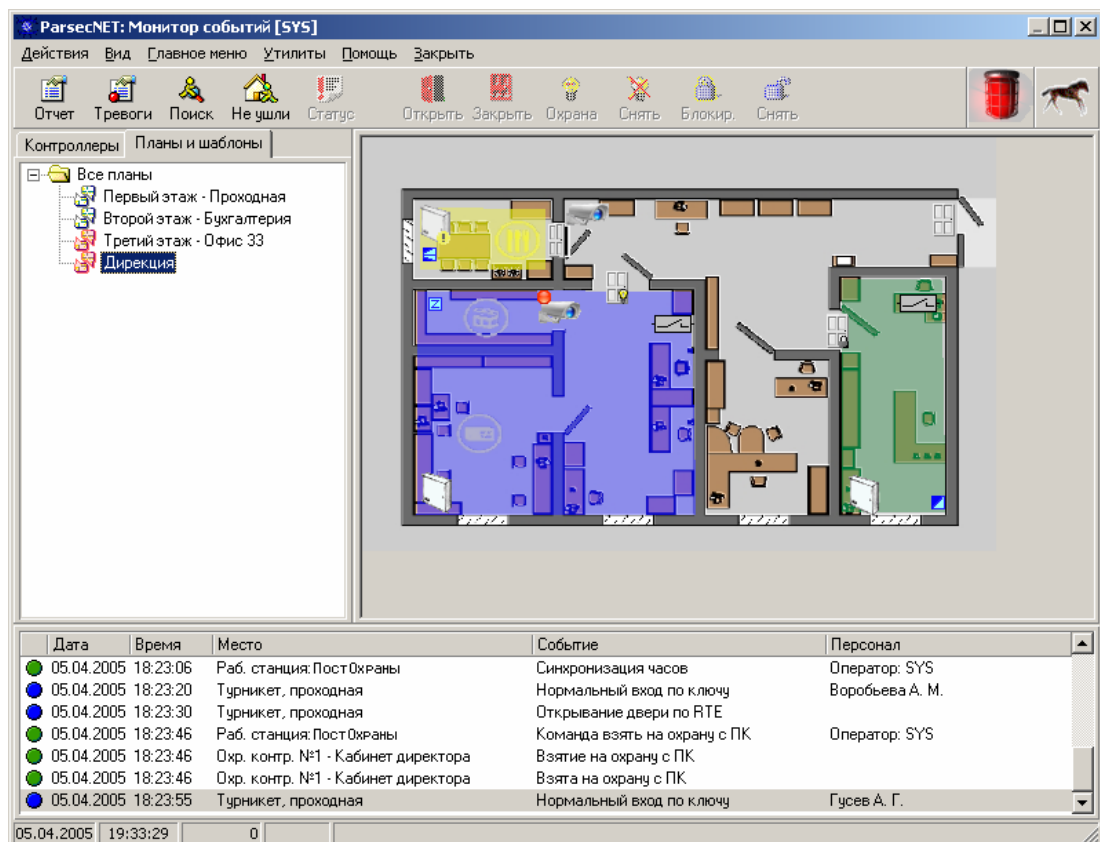 ParsecNET: Монитор событий [SYS]
Действия Вид Главное меню Утилиты Помощь Закрыть
Отчет Тревоги Поиск Не ушли Статус Открыть Закрыть Охрана Снять Блокир. Снять
Контроллеры Планы и шаблоны
Все планы
Первый этаж - Проходная
Второй этаж - Бухгалтерия
Третий этаж - Офис 33
Дирекция
Дата Время Место Событие Персонал
05.04.2005 18:23:06 Раб. станция:ПостОхраны Синхронизация часов Оператор: SYS
05.04.2005 18:23:20 Турникет, проходная Нормальный вход по ключу Воробьева А. М.
05.04.2005 18:23:30 Турникет, проходная Открывание двери по RTE
05.04.2005 18:23:46 Раб. станция:ПостОхраны Команда взять на охрану с ПК Оператор: SYS
05.04.2005 18:23:46 Охр. контр. №1 - Кабинет директора Взятие на охрану с ПК
05.04.2005 18:23:46 Охр. контр. №1 - Кабинет директора Взята на охрану с ПК
05.04.2005 18:23:55 Турникет, проходная Нормальный вход по ключу Гусев А. Г.
05.04.2005 19:33:29 0